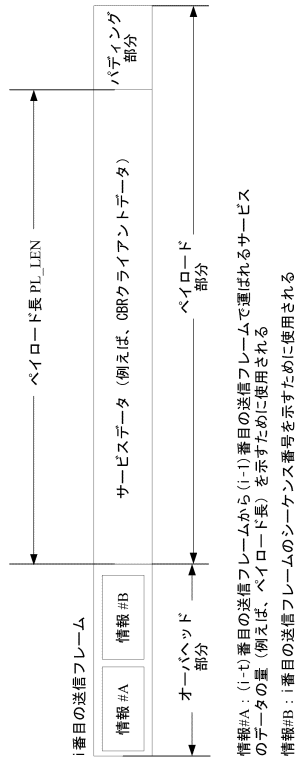 i番目の送信フレーム
ペイロード長 PL_LEN
情報 #A
情報 #B
サービスデータ (例えば、CBRクライアントデータ)
パディング
部分
オーバヘッド
部分
ペイロード
部分
情報#A : (i-t)番目の送信フレームから(i-1)番目の送信フレームで運ばれるサービス
のデータの量 (例えば、ペイロード長) を示すために使用される
情報#B : i番目の送信フレームのシーケンス番号を示すために使用される